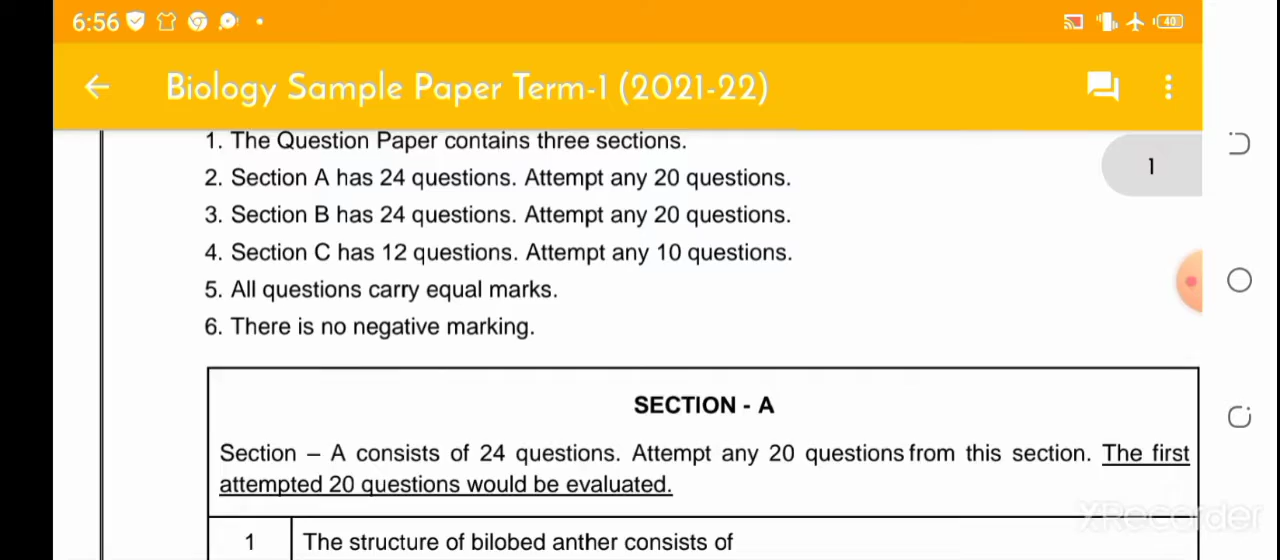 6:56
40
Biology Sample Paper Term-1 (2021-22)
1
1. The Question Paper contains three sections.
2. Section A has 24 questions. Attempt any 20 questions.
3. Section B has 24 questions. Attempt any 20 questions.
4. Section C has 12 questions. Attempt any 10 questions.
5. All questions carry equal marks.
6. There is no negative marking.
SECTION - A
Section – A consists of 24 questions. Attempt any 20 questions from this section. The first
attempted 20 questions would be evaluated.
XRecorder
1 The structure of bilobed anther consists of